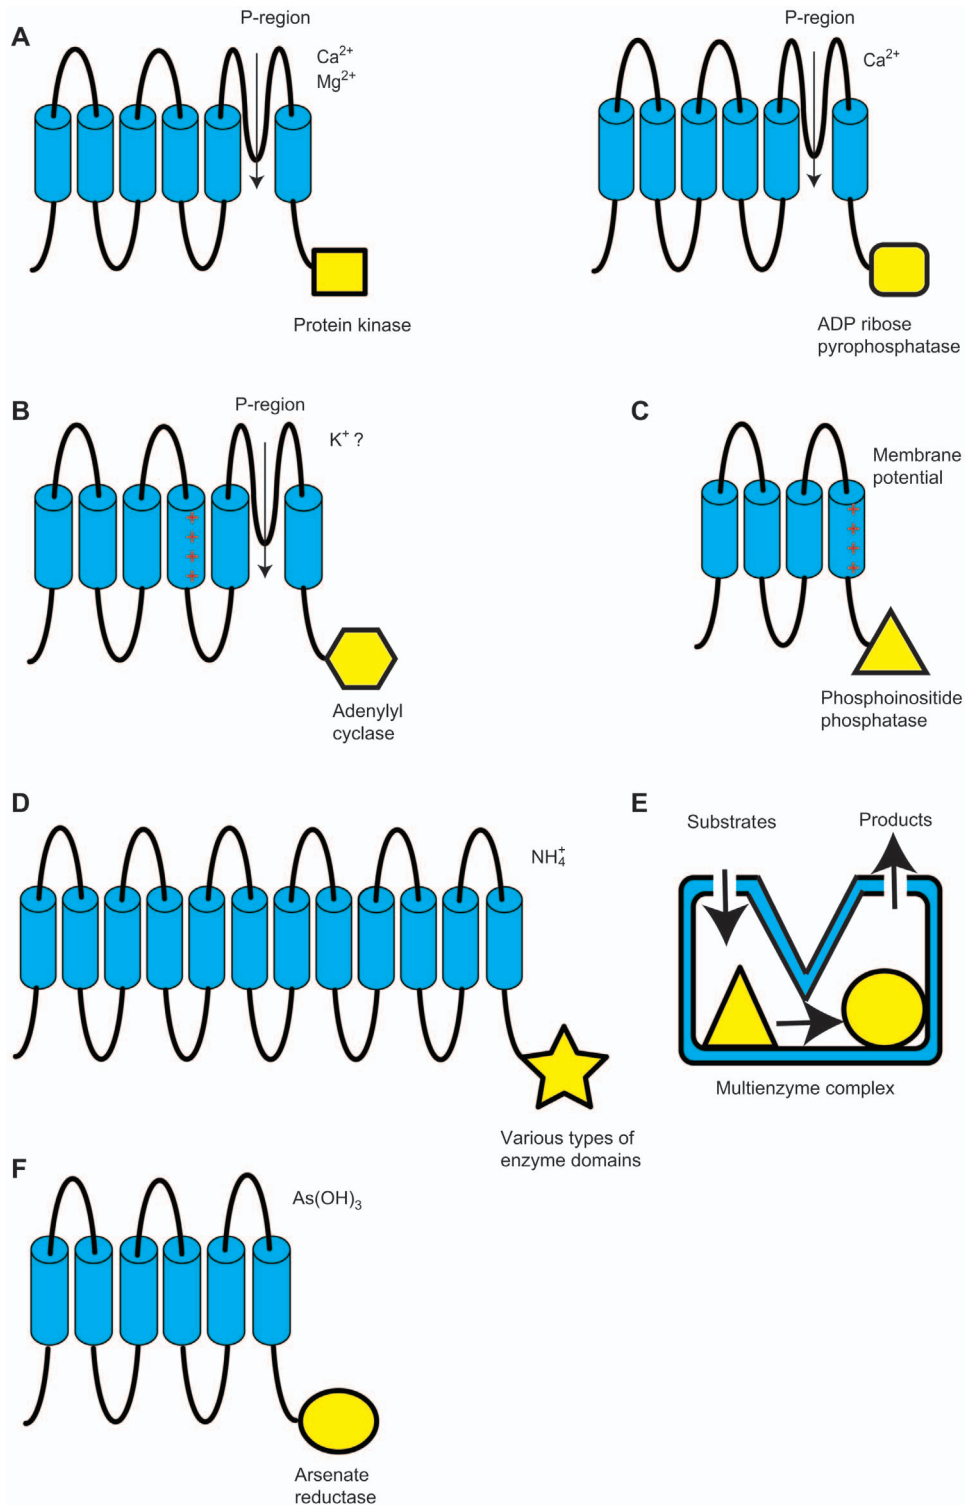 A
P-region
Ca²⁺
Mg²⁺
Protein kinase
P-region
Ca²⁺
ADP ribose
pyrophosphatase
B
P-region
K⁺ ?
Adenylyl
cyclase
C
Membrane
potential
Phosphoinositide
phosphatase
D
NH₄⁺
Various types of
enzyme domains
E
Substrates
Products
Multienzyme complex
F
As(OH)₃
Arsenate
reductase